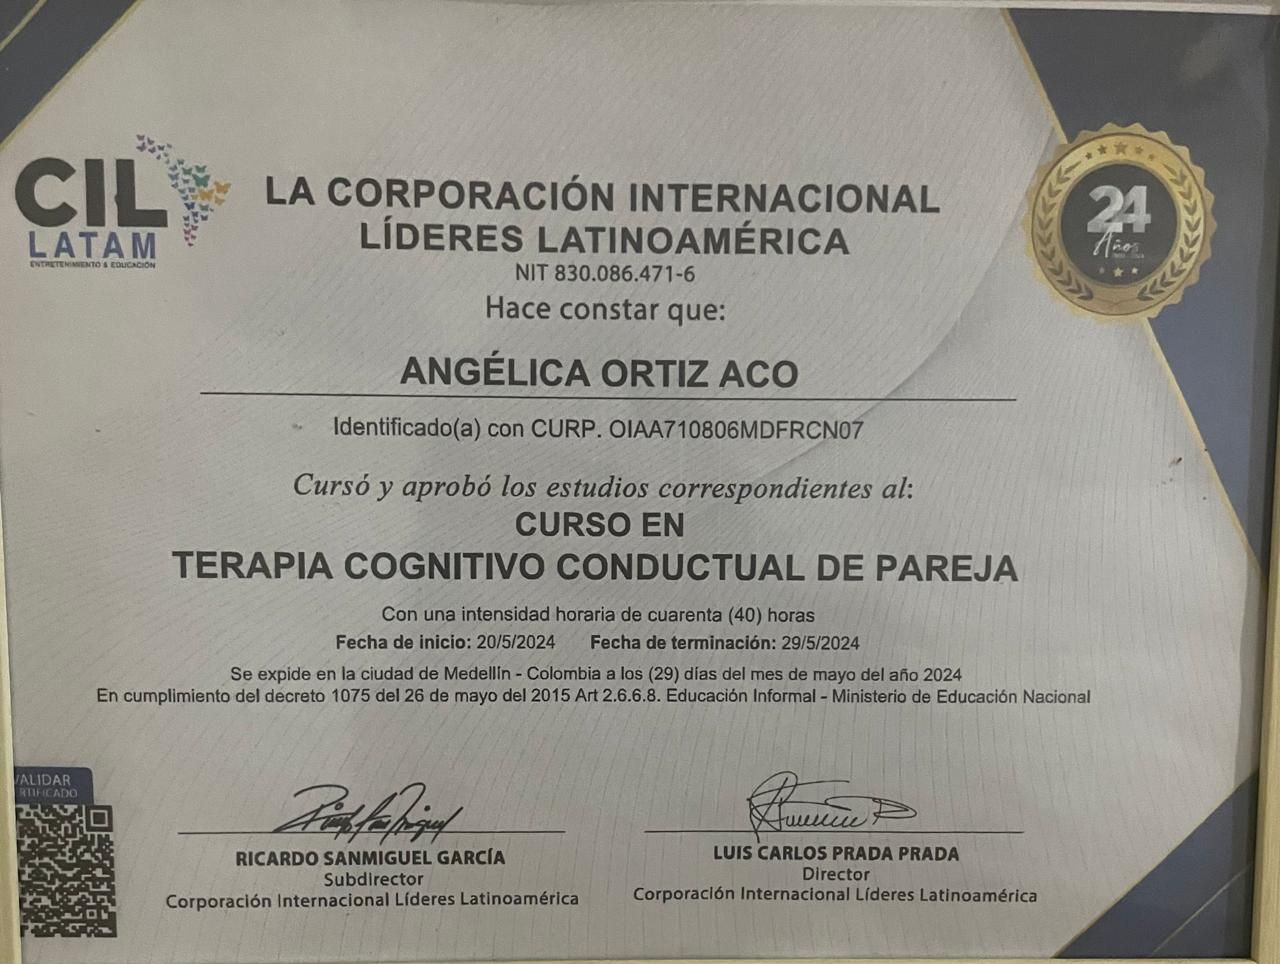 CIL
LATAM
ENTRETENIMIENTO & EDUCACIÓN
LA CORPORACIÓN INTERNACIONAL
LÍDERES LATINOAMÉRICA
NIT 830.086.471-6
Hace constar que:
24
Años
ANGÉLICA ORTIZ ACO
Identificado(a) con CURP. OIAA710806MDFRCN07
Cursó y aprobó los estudios correspondientes al:
CURSO EN
TERAPIA COGNITIVO CONDUCTUAL DE PAREJA
Con una intensidad horaria de cuarenta (40) horas
Fecha de inicio: 20/5/2024 Fecha de terminación: 29/5/2024
Se expide en la ciudad de Medellín - Colombia a los (29) días del mes de mayo del año 2024
En cumplimiento del decreto 1075 del 26 de mayo del 2015 Art 2.6.6.8. Educación Informal - Ministerio de Educación Nacional
VALIDAR
RTIFICADO
RICARDO SANMIGUEL GARCÍA
Subdirector
Corporación Internacional Líderes Latinoamérica
LUIS CARLOS PRADA PRADA
Director
Corporación Internacional Líderes Latinoamérica